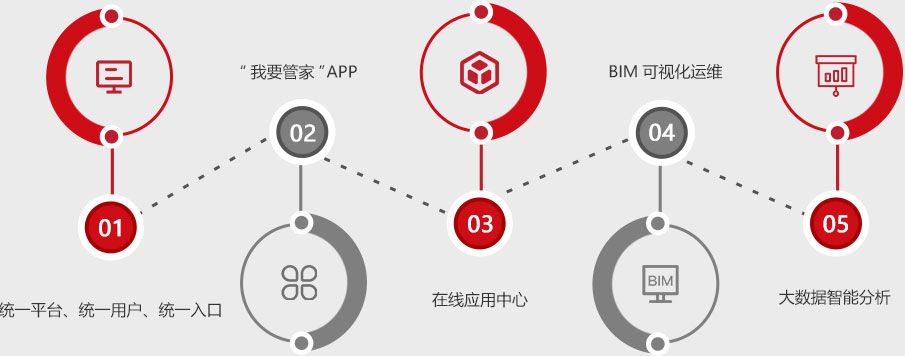 “ 我要管家 ”APP
BIM 可视化运维
01
02
03
04
05
BIM
统一平台、统一用户、统一入口
在线应用中心
大数据智能分析